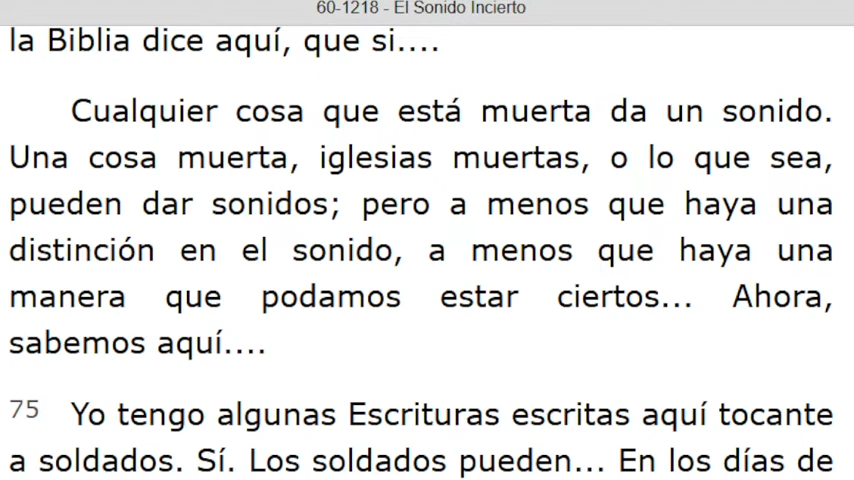 60-1218 - El Sonido Incierto
la Biblia dice aquí, que si....
Cualquier cosa que está muerta da un sonido.
Una cosa muerta, iglesias muertas, o lo que sea,
pueden dar sonidos; pero a menos que haya una
distinción en el sonido, a menos que haya una
manera que podamos estar ciertos... Ahora,
sabemos aquí....
75 Yo tengo algunas Escrituras escritas aquí tocante
a soldados. Sí. Los soldados pueden... En los días de